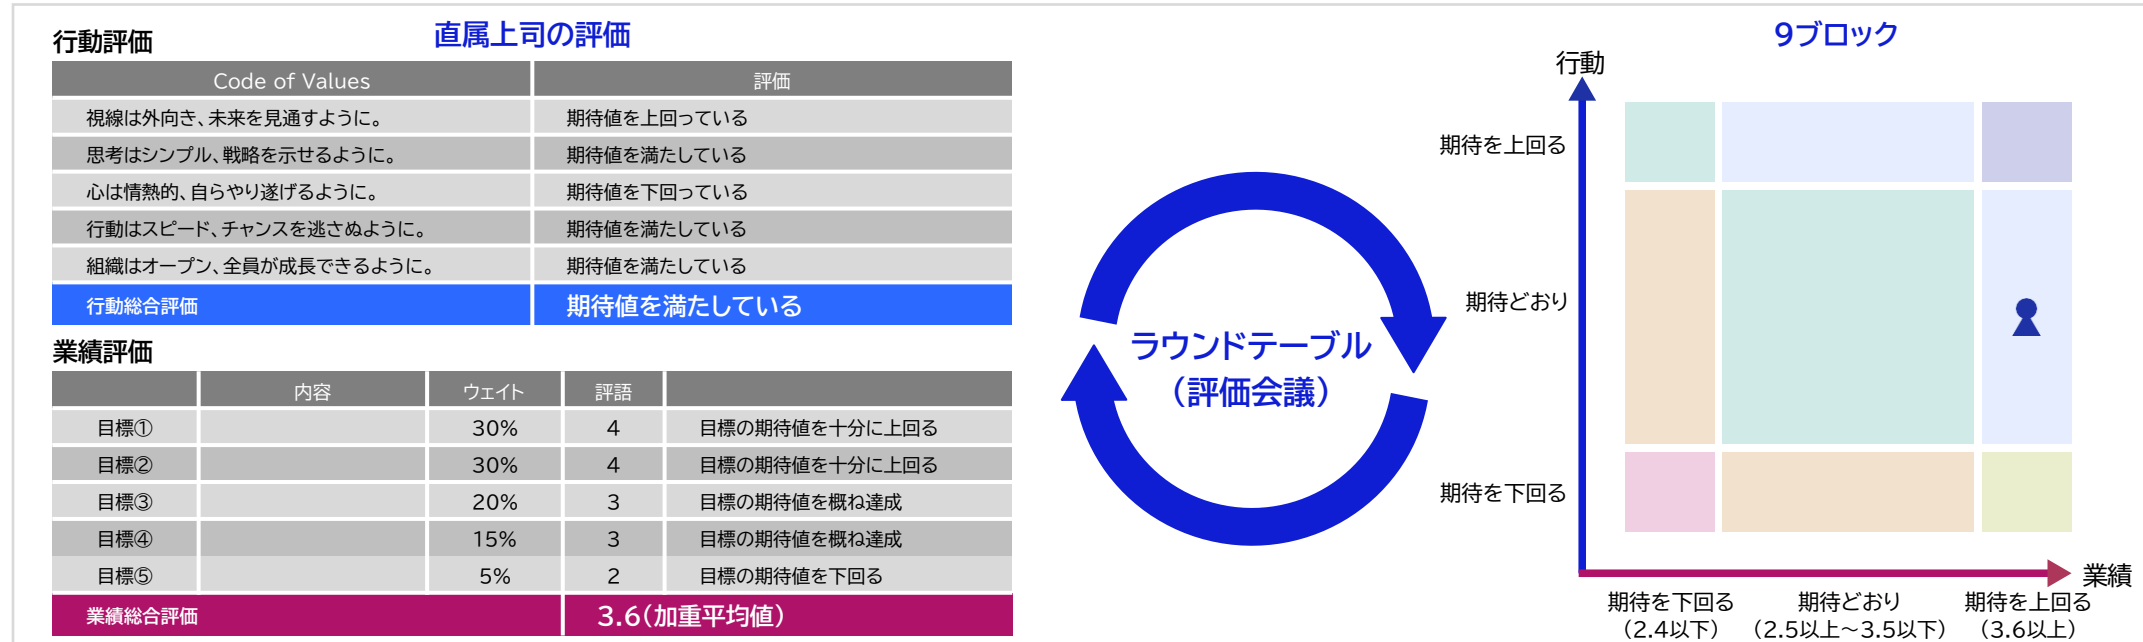 直属上司の評価
行動評価
Code of Values 評価
視線は外向き、未来を見通すように。 期待値を上回っている
思考はシンプル、戦略を示せるように。 期待値を満たしている
心は情熱的、自らやり遂げるように。 期待値を下回っている
行動はスピード、チャンスを逃さぬように。 期待値を満たしている
組織はオープン、全員が成長できるように。 期待値を満たしている
行動総合評価 期待値を満たしている
業績評価
内容 ウェイト 評語
目標① 30% 4 目標の期待値を十分に上回る
目標② 30% 4 目標の期待値を十分に上回る
目標③ 20% 3 目標の期待値を概ね達成
目標④ 15% 3 目標の期待値を概ね達成
目標⑤ 5% 2 目標の期待値を下回る
業績総合評価 3.6(加重平均値)
ラウンドテーブル
(評価会議)
9ブロック
行動
期待を上回る
期待どおり
期待を下回る
業績
期待を下回る 期待どおり 期待を上回る
(2.4以下) (2.5以上~3.5以下) (3.6以上)